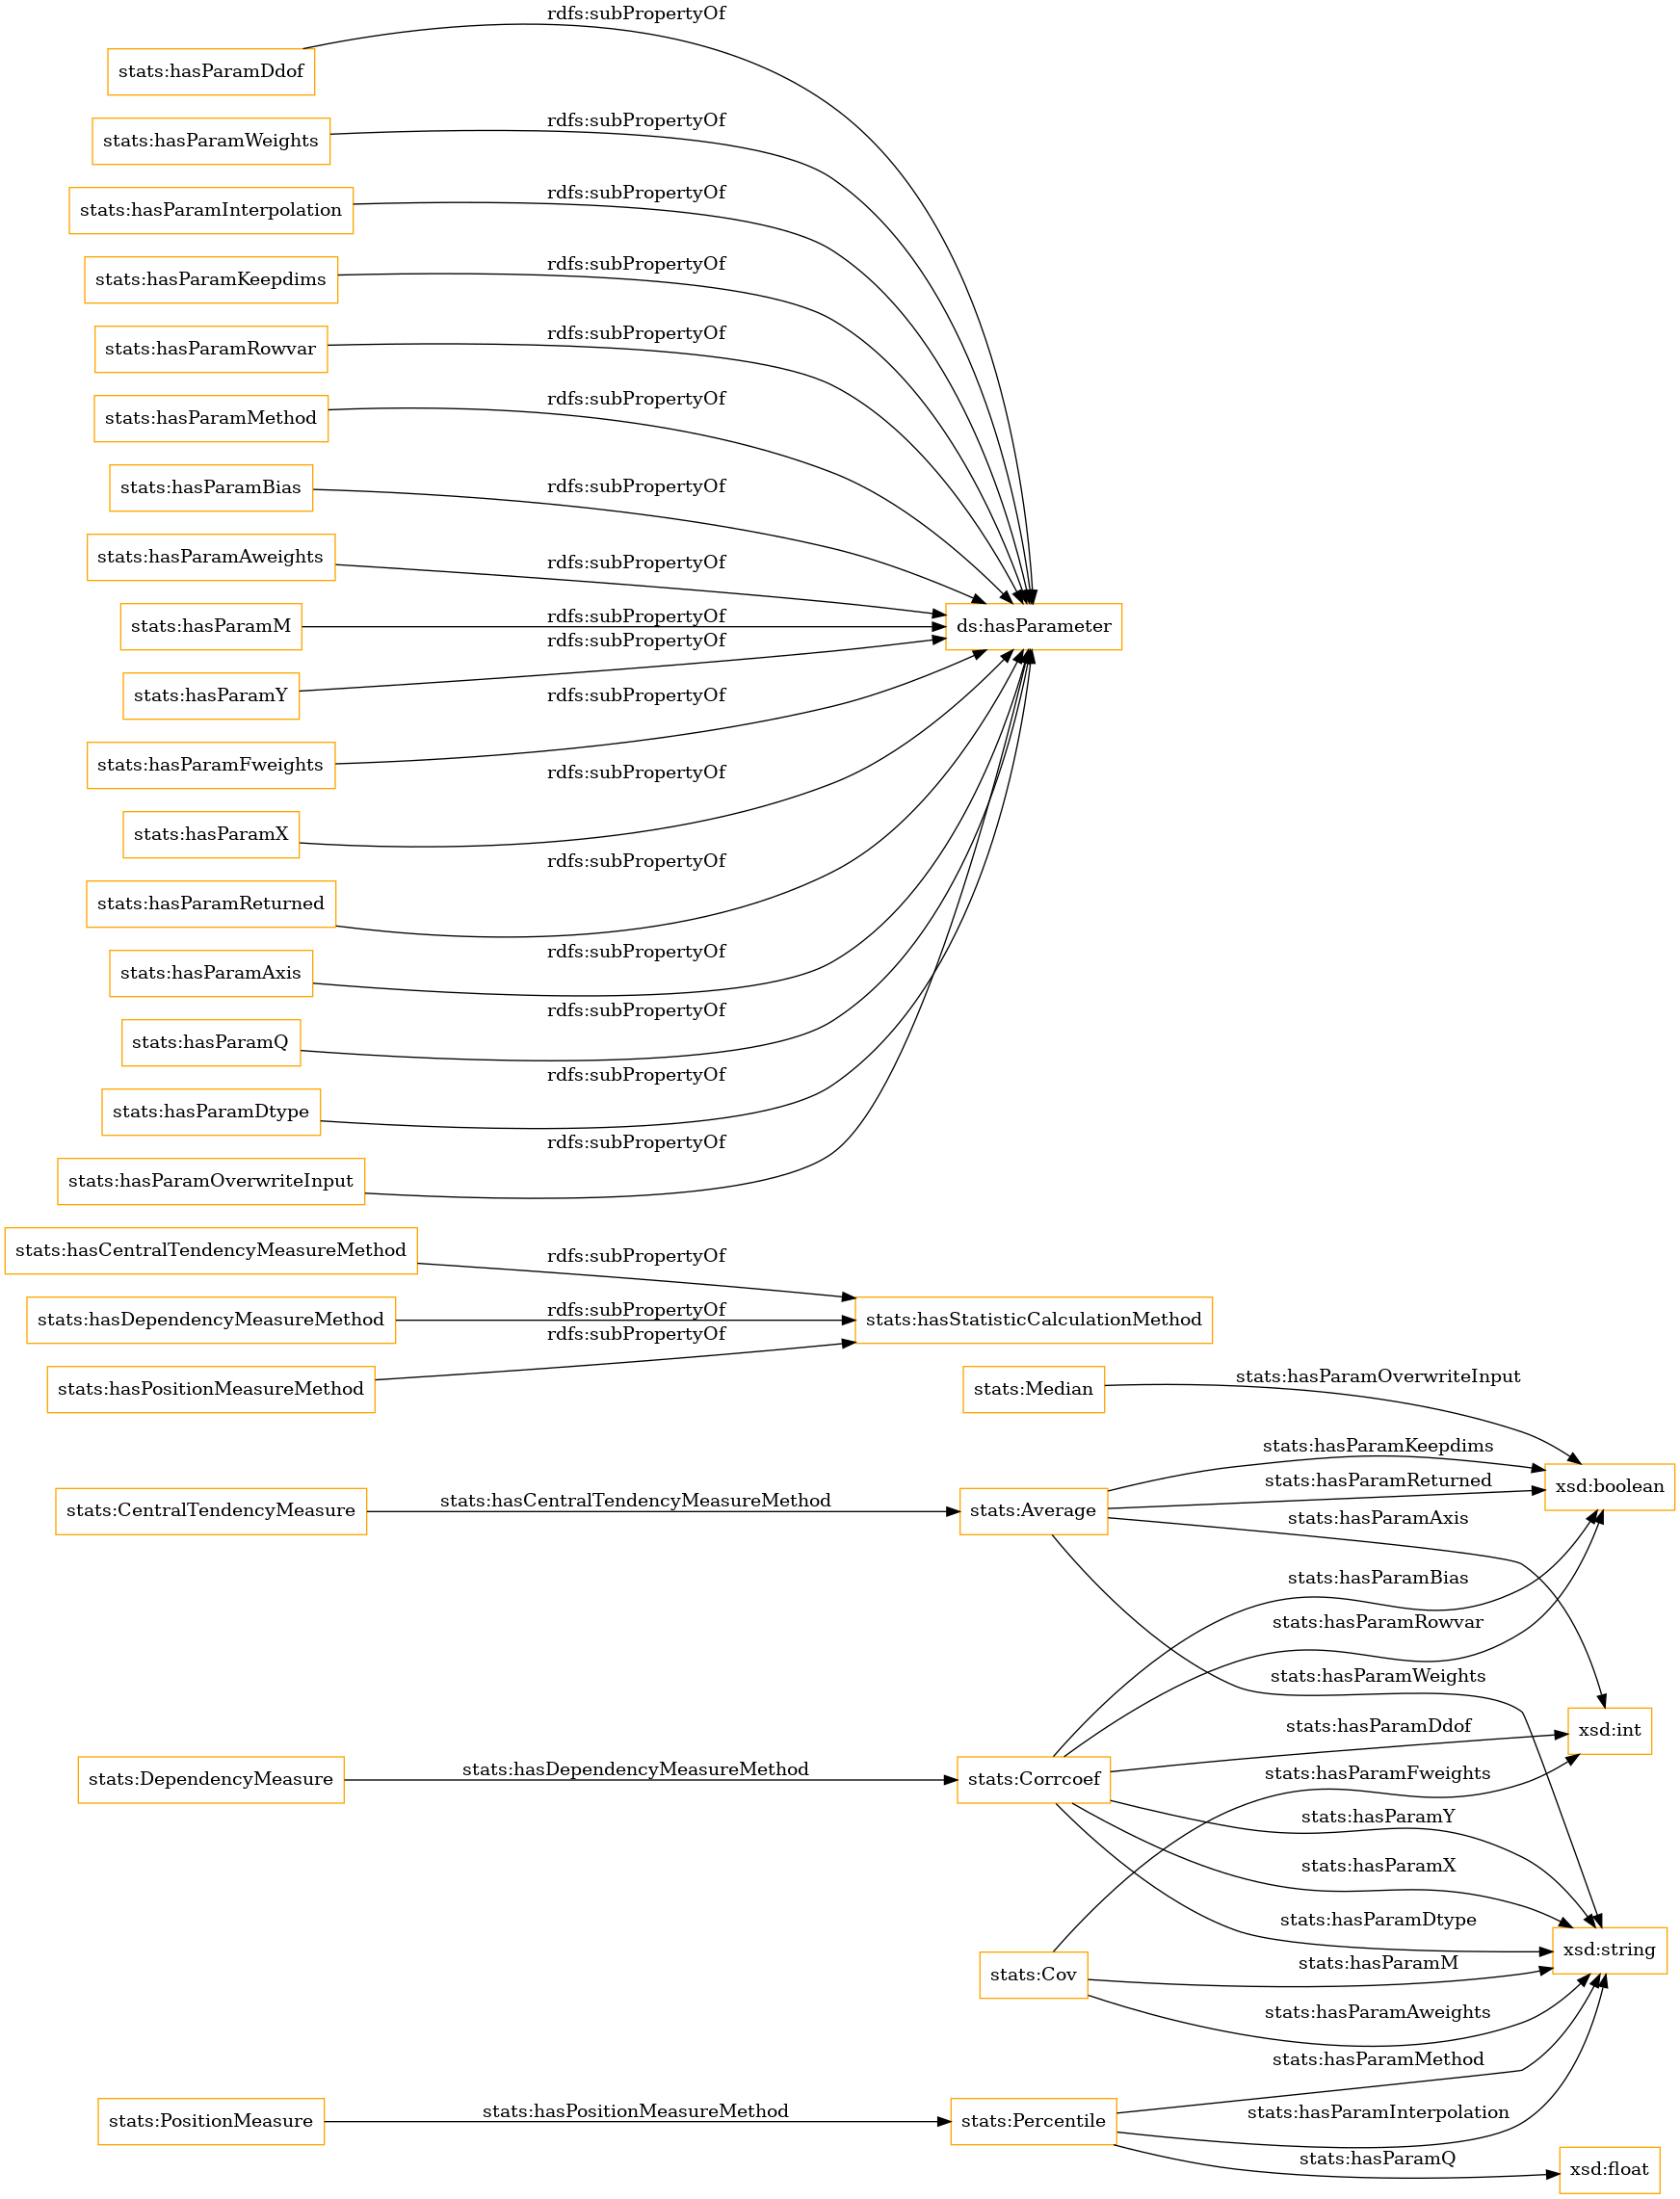 rdfs:subPropertyOf
stats:hasParamDdof
rdfs:subPropertyOf
stats:hasParamWeights
rdfs:subPropertyOf
stats:hasParamInterpolation
rdfs:subPropertyOf
stats:hasParamKeepdims
rdfs:subPropertyOf
stats:hasParamRowvar
rdfs:subPropertyOf
stats:hasParamMethod
rdfs:subPropertyOf
stats:hasParamBias
rdfs:subPropertyOf
stats:hasParamAweights
rdfs:subPropertyOf
stats:hasParamM
ds:hasParameter
rdfs:subPropertyOf
stats:hasParamY
rdfs:subPropertyOf
stats:hasParamFweights
rdfs:subPropertyOf
stats:hasParamX
rdfs:subPropertyOf
stats:hasParamReturned
rdfs:subPropertyOf
stats:hasParamAxis
rdfs:subPropertyOf
stats:hasParamQ
rdfs:subPropertyOf
stats:hasParamDtype
rdfs:subPropertyOf
stats:hasParamOverwriteInput
stats:hasCentralTendencyMeasureMethod
rdfs:subPropertyOf
stats:hasDependencyMeasureMethod
rdfs:subPropertyOf
stats:hasStatisticCalculationMethod
rdfs:subPropertyOf
stats:hasPositionMeasureMethod
stats:Median
stats:hasParamOverwriteInput
stats:hasParamKeepdims
stats:hasParamReturned
xsd:boolean
stats:CentralTendencyMeasure
stats:hasCentralTendencyMeasureMethod
stats:Average
stats:hasParamAxis
stats:hasParamBias
stats:hasParamRowvar
stats:hasParamWeights
stats:hasParamDdof
xsd:int
stats:DependencyMeasure
stats:hasDependencyMeasureMethod
stats:Corrcoef
stats:hasParamFweights
stats:hasParamY
stats:hasParamX
stats:hasParamDtype
xsd:string
stats:Cov
stats:hasParamM
stats:hasParamAweights
stats:hasParamMethod
stats:PositionMeasure
stats:hasPositionMeasureMethod
stats:Percentile
stats:hasParamInterpolation
stats:hasParamQ
xsd:float